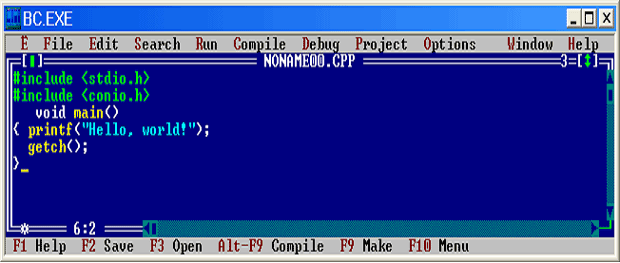 BC.EXE
E File Edit Search Run Compile Debug Project Options Window Help
[■] NONAME00.CPP 3=[↕]
#include <stdio.h>
#include <conio.h>
void main()
{ printf("Hello, world!");
getch();
}_
6:2
F1 Help F2 Save F3 Open Alt-F9 Compile F9 Make F10 Menu